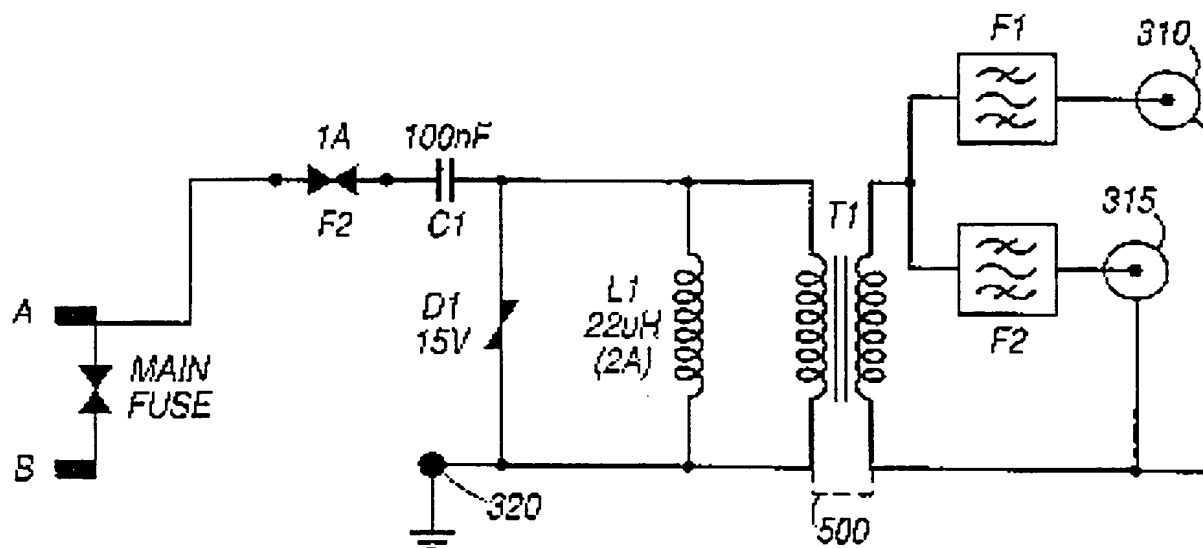 F1
310
1A
100nF
F2
C1
T1
315
A
D1
15V
L1
22uH
(2A)
F2
MAIN
FUSE
B
320
500